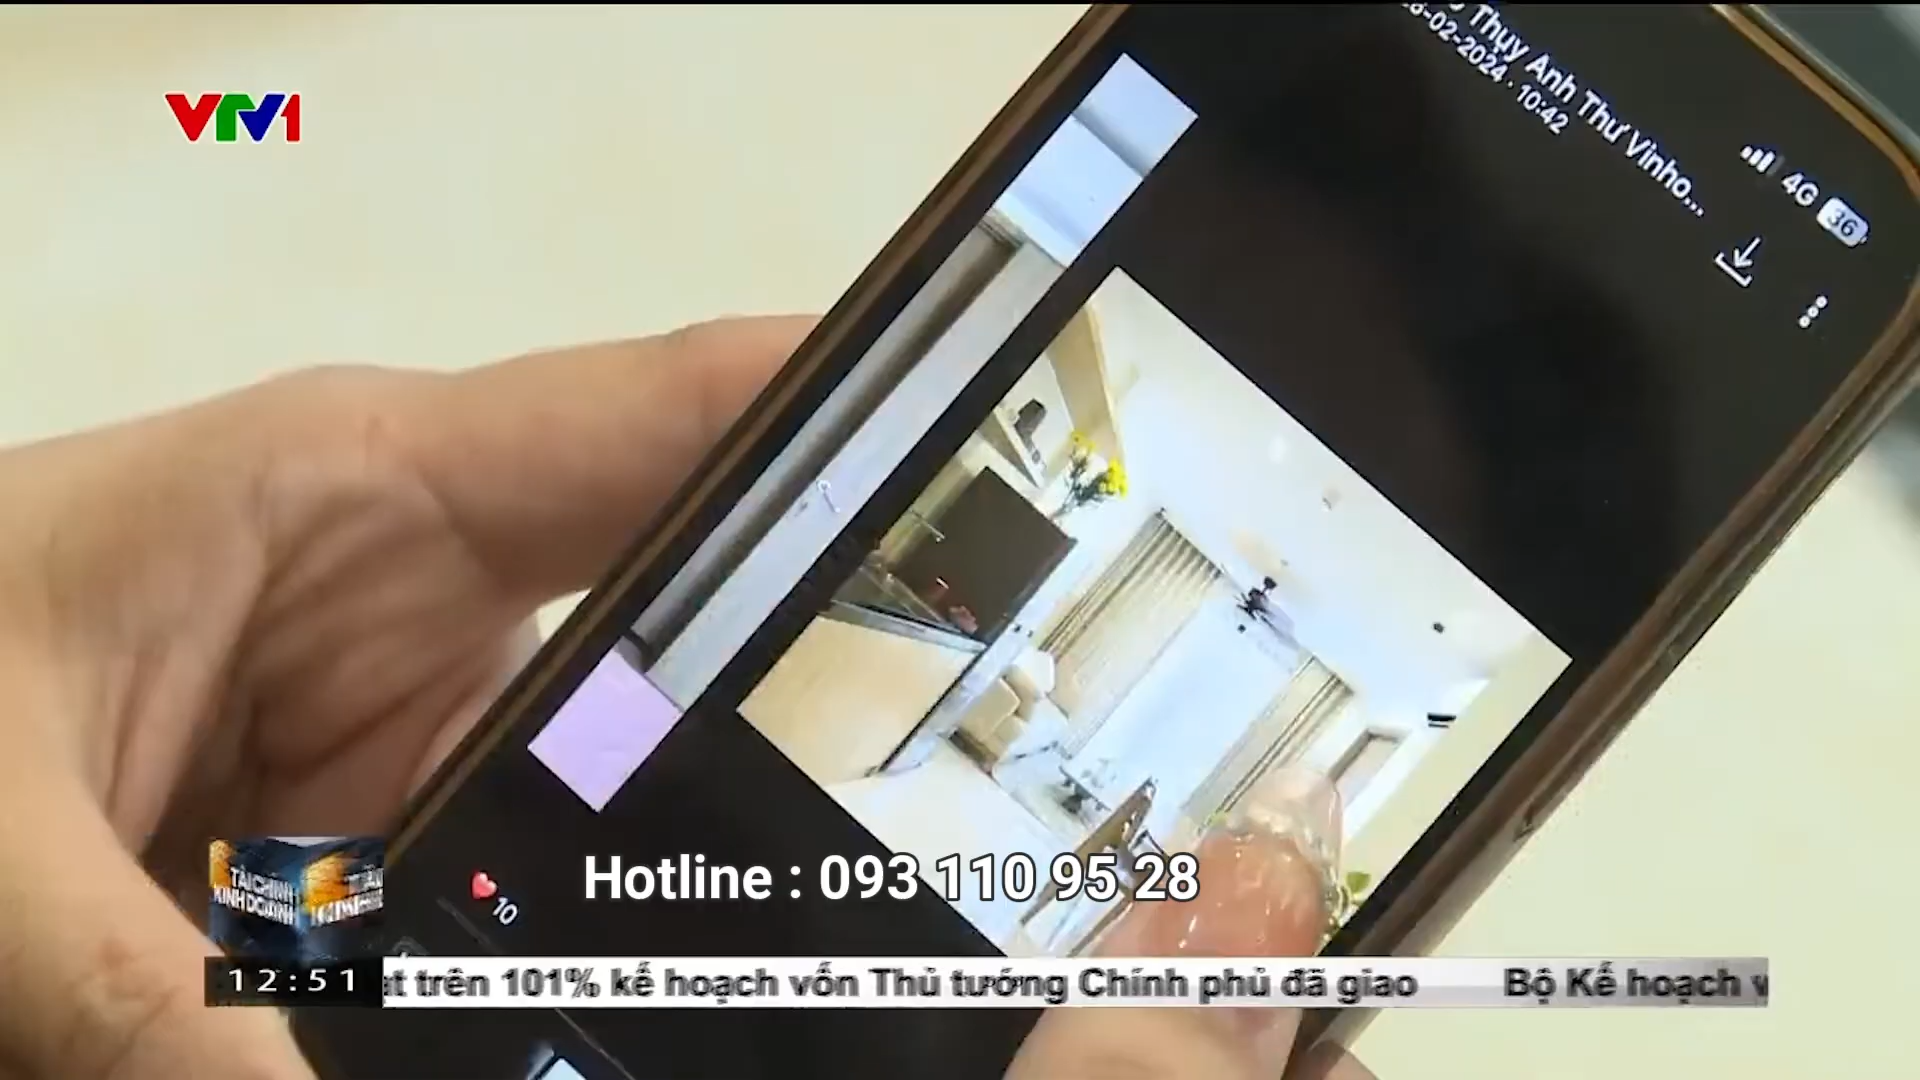 VTV1
Thụy Anh Thư Vinho...
-02-2024 · 10:42
4G 36
10
Hotline : 093 110 95 28
TÀI CHÍNH
KINH DOANH
12:51
trên 101% kế hoạch vốn Thủ tướng Chính phủ đã giao Bộ Kế hoạch